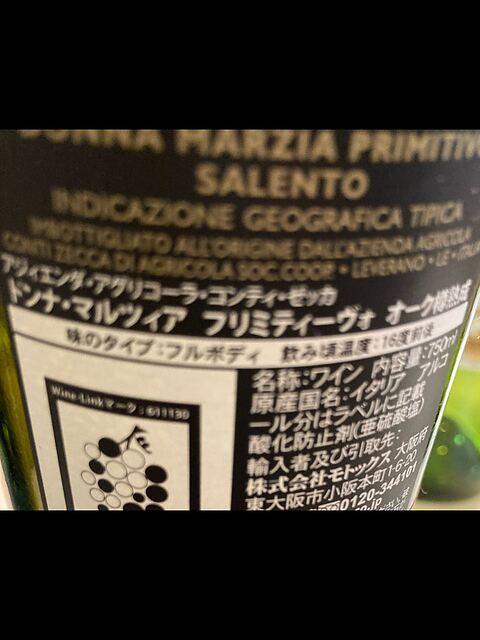 DONNA MARZIA PRIMITIVO
SALENTO
INDICAZIONE GEOGRAFICA TIPICA
IMBOTTIGLIATO ALL'ORIGINE DALL'AZIENDA AGRICOLA
CONTI ZECCA DI AGRICOLA SOC COOP • LEVERANO • LE • ITALIA
アツィエンダ・アグリコーラ・コンティ・ゼッカ
ドンナ・マルツィア プリミティーヴォ オーク樽熟成
味のタイプ:フルボディ 飲み頃温度:16度前後
Wine-Linkマーク:611130
名称:ワイン 内容量:750ml
原産国名:イタリア アルコ
ール分はラベルに記載
酸化防止剤(亜硫酸塩)
輸入者及び引取先:
株式会社モトックス 大阪府
東大阪市小阪本町1-6-20
0120-344101